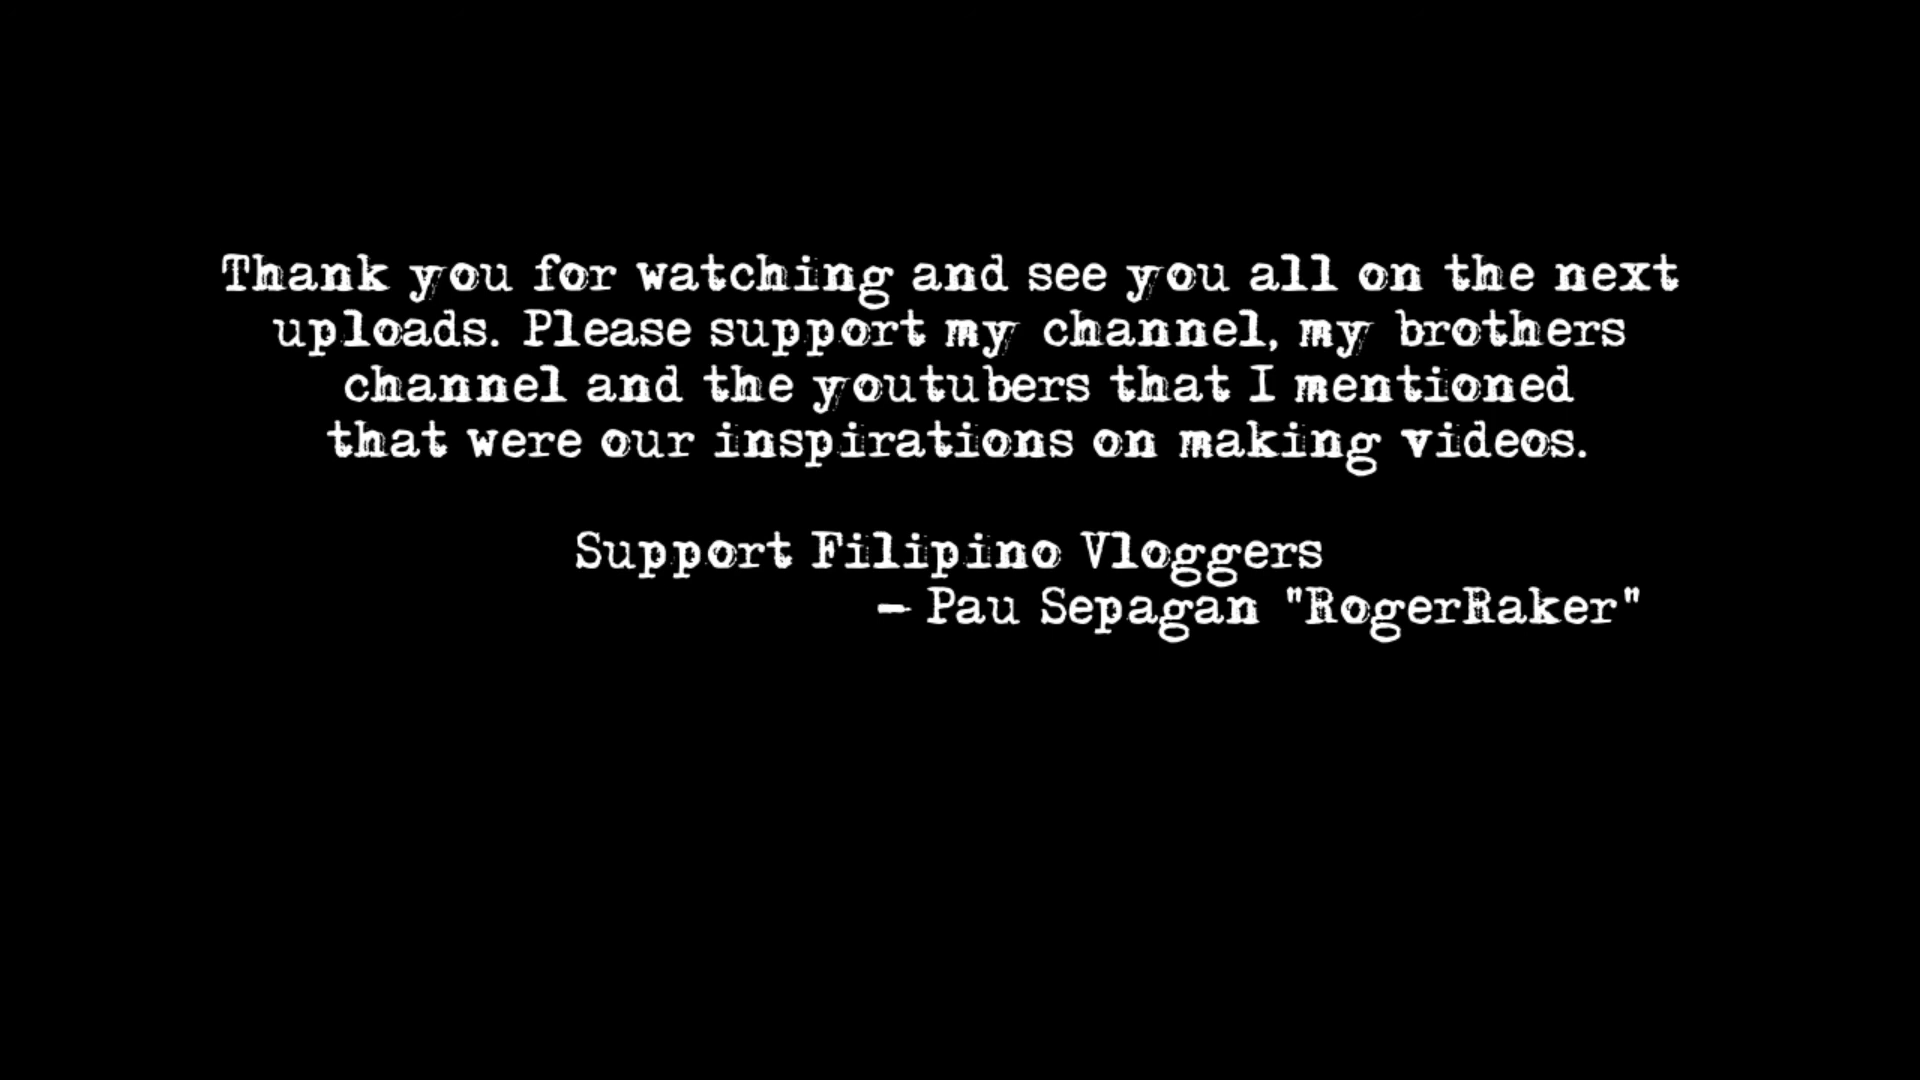 Thank you for watching and see you all on the next
uploads. Please support my channel, my brothers
channel and the youtubers that I mentioned
that were our inspirations on making videos.
Support Filipino Vloggers
- Pau Sepagan "RogerRaker"